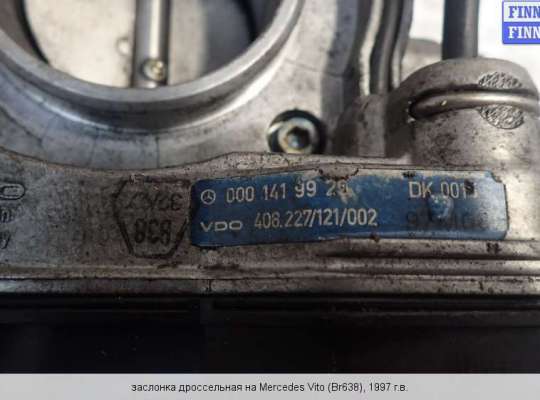 FINN
FINN
000 141 99 25 DK 001
VDO 408.227/121/002
838
заслонка дроссельная на Mercedes Vito (Br638), 1997 г.в.